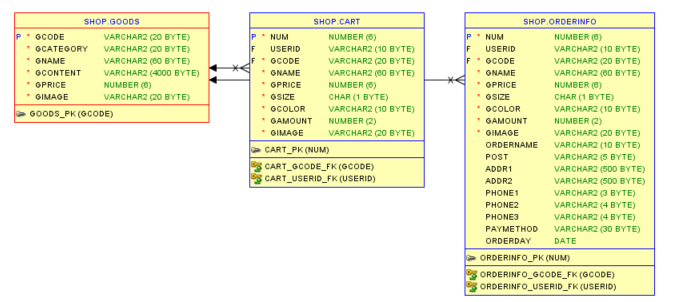 SHOP.GOODS
P * GCODE VARCHAR2 (20 BYTE)
* GCATEGORY VARCHAR2 (20 BYTE)
* GNAME VARCHAR2 (60 BYTE)
* GCONTENT VARCHAR2 (4000 BYTE)
* GPRICE NUMBER (6)
* GIMAGE VARCHAR2 (20 BYTE)
GOODS_PK (GCODE)
SHOP.CART
P * NUM NUMBER (6)
F USERID VARCHAR2 (10 BYTE)
F * GCODE VARCHAR2 (20 BYTE)
* GNAME VARCHAR2 (60 BYTE)
* GPRICE NUMBER (6)
* GSIZE CHAR (1 BYTE)
* GCOLOR VARCHAR2 (10 BYTE)
* GAMOUNT NUMBER (2)
* GIMAGE VARCHAR2 (20 BYTE)
CART_PK (NUM)
CART_GCODE_FK (GCODE)
CART_USERID_FK (USERID)
SHOP.ORDERINFO
P * NUM NUMBER (6)
F USERID VARCHAR2 (10 BYTE)
F * GCODE VARCHAR2 (20 BYTE)
* GNAME VARCHAR2 (60 BYTE)
* GPRICE NUMBER (6)
* GSIZE CHAR (1 BYTE)
* GCOLOR VARCHAR2 (10 BYTE)
* GAMOUNT NUMBER (2)
* GIMAGE VARCHAR2 (20 BYTE)
ORDERNAME VARCHAR2 (10 BYTE)
POST VARCHAR2 (5 BYTE)
ADDR1 VARCHAR2 (500 BYTE)
ADDR2 VARCHAR2 (500 BYTE)
PHONE1 VARCHAR2 (3 BYTE)
PHONE2 VARCHAR2 (4 BYTE)
PHONE3 VARCHAR2 (4 BYTE)
PAYMETHOD VARCHAR2 (30 BYTE)
ORDERDAY DATE
ORDERINFO_PK (NUM)
ORDERINFO_GCODE_FK (GCODE)
ORDERINFO_USERID_FK (USERID)